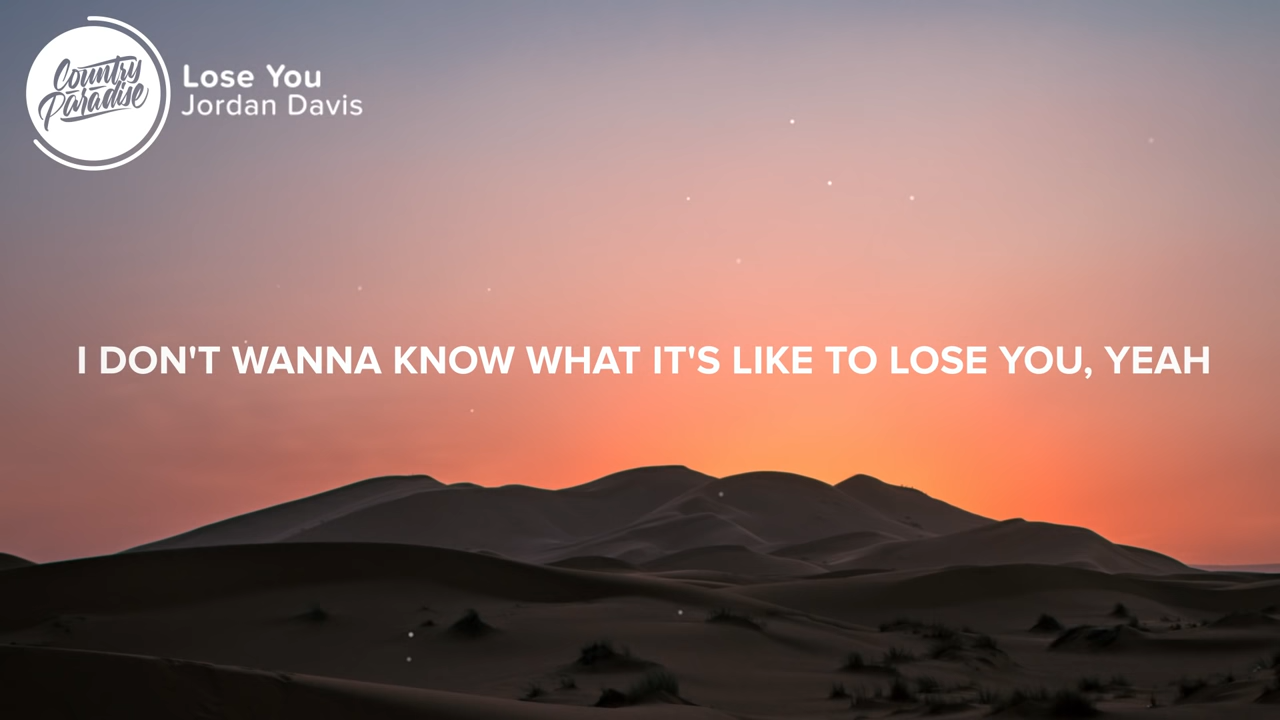 Country
Paradise
Lose You
Jordan Davis
I DON'T WANNA KNOW WHAT IT'S LIKE TO LOSE YOU, YEAH